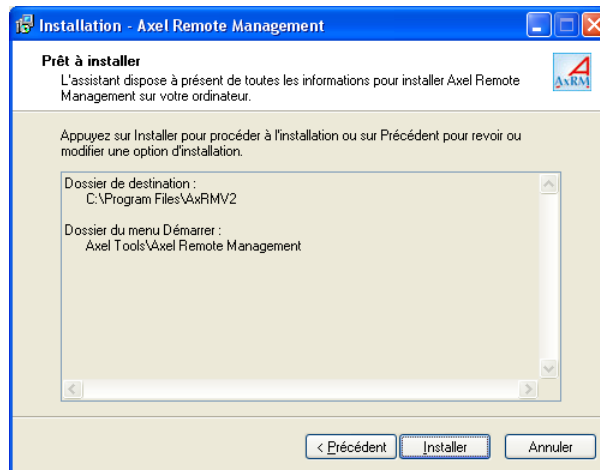 Installation - Axel Remote Management
Prêt à installer
L'assistant dispose à présent de toutes les informations pour installer Axel Remote
Management sur votre ordinateur.
AxRM
Appuyez sur Installer pour procéder à l'installation ou sur Précédent pour revoir ou
modifier une option d'installation.
Dossier de destination :
C:\Program Files\AxRMV2
Dossier du menu Démarrer :
Axel Tools\Axel Remote Management
< Précédent
Installer
Annuler